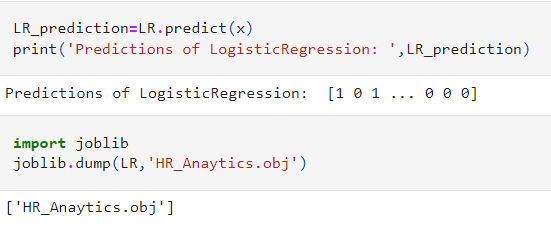 LR_prediction=LR.predict(x)
print('Predictions of LogisticRegression: ',LR_prediction)
Predictions of LogisticRegression:  [1 0 1 ... 0 0 0]
import joblib
joblib.dump(LR,'HR_Anaytics.obj')
['HR_Anaytics.obj']